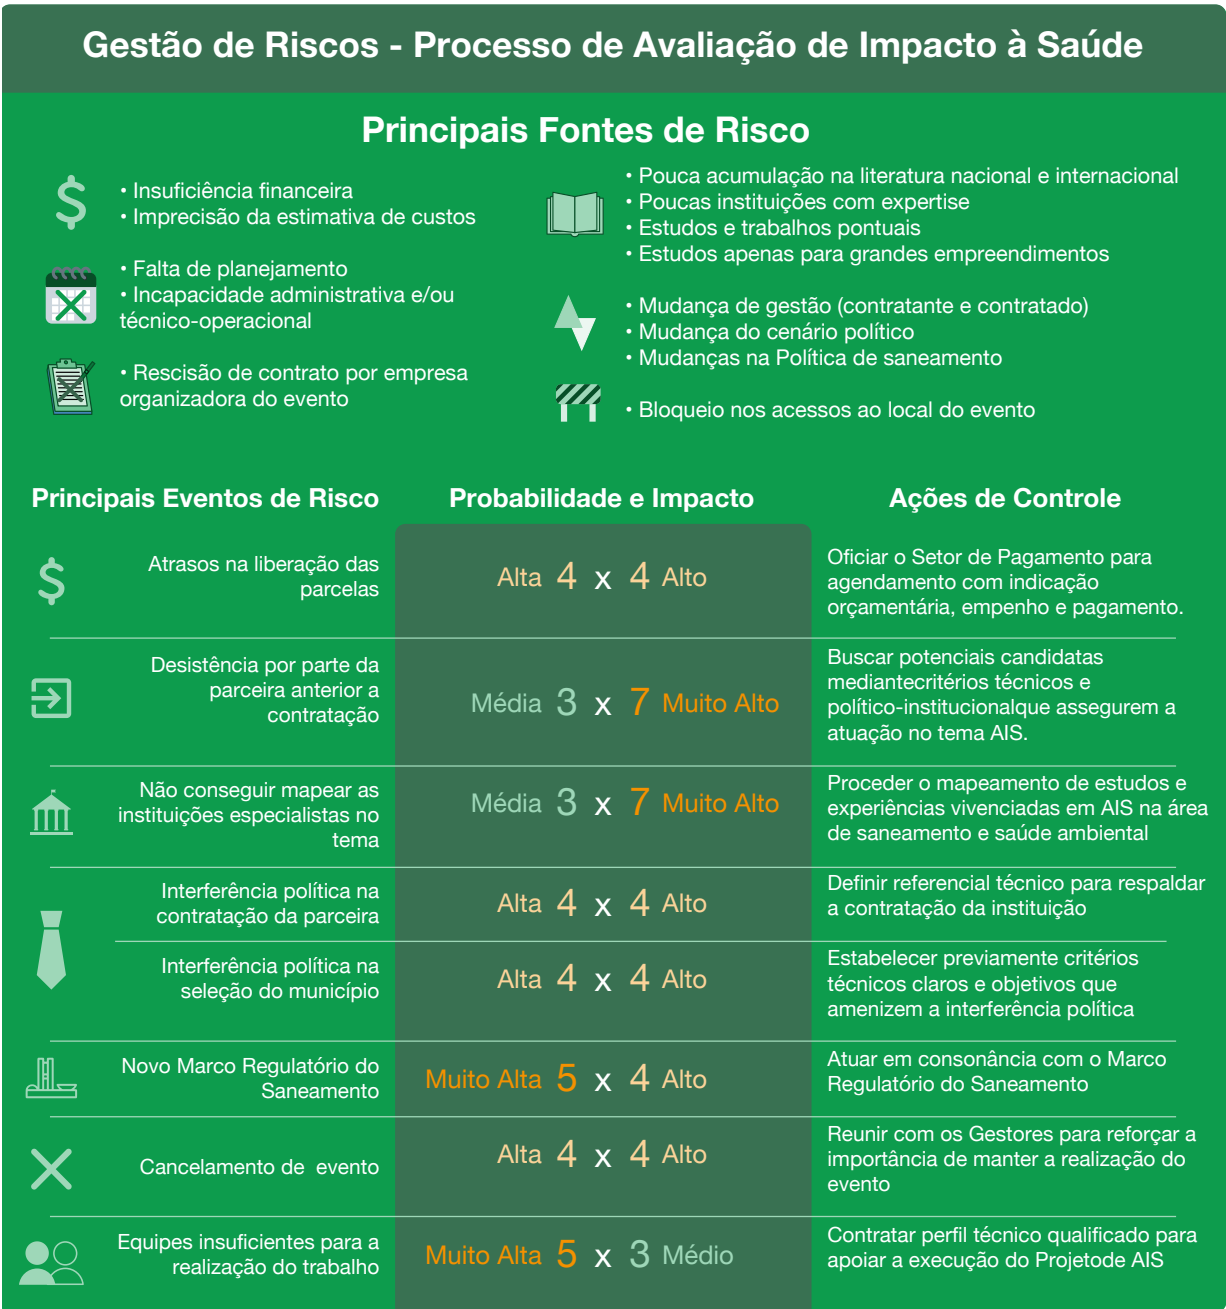 Gestão de Riscos - Processo de Avaliação de Impacto à Saúde
Principais Fontes de Risco
• Insuficiência financeira
• Imprecisão da estimativa de custos
• Falta de planejamento
• Incapacidade administrativa e/ou
técnico-operacional
• Rescisão de contrato por empresa
organizadora do evento
• Pouca acumulação na literatura nacional e internacional
• Poucas instituições com expertise
• Estudos e trabalhos pontuais
• Estudos apenas para grandes empreendimentos
• Mudança de gestão (contratante e contratado)
• Mudança do cenário político
• Mudanças na Política de saneamento
• Bloqueio nos acessos ao local do evento
Principais Eventos de Risco
Probabilidade e Impacto
Ações de Controle
Atrasos na liberação das
parcelas
Alta 4 x 4 Alto
Oficiar o Setor de Pagamento para
agendamento com indicação
orçamentária, empenho e pagamento.
Desistência por parte da
parceira anterior a
contratação
Média 3 x 7 Muito Alto
Buscar potenciais candidatas
mediantecritérios técnicos e
político-institucionalque assegurem a
atuação no tema AIS.
Não conseguir mapear as
instituições especialistas no
tema
Média 3 x 7 Muito Alto
Proceder o mapeamento de estudos e
experiências vivenciadas em AIS na área
de saneamento e saúde ambiental
Interferência política na
contratação da parceira
Alta 4 x 4 Alto
Definir referencial técnico para respaldar
a contratação da instituição
Interferência política na
seleção do município
Alta 4 x 4 Alto
Estabelecer previamente critérios
técnicos claros e objetivos que
amenizem a interferência política
Novo Marco Regulatório do
Saneamento
Muito Alta 5 x 4 Alto
Atuar em consonância com o Marco
Regulatório do Saneamento
Cancelamento de evento
Alta 4 x 4 Alto
Reunir com os Gestores para reforçar a
importância de manter a realização do
evento
Equipes insuficientes para a
realização do trabalho
Muito Alta 5 x 3 Médio
Contratar perfil técnico qualificado para
apoiar a execução do Projetode AIS